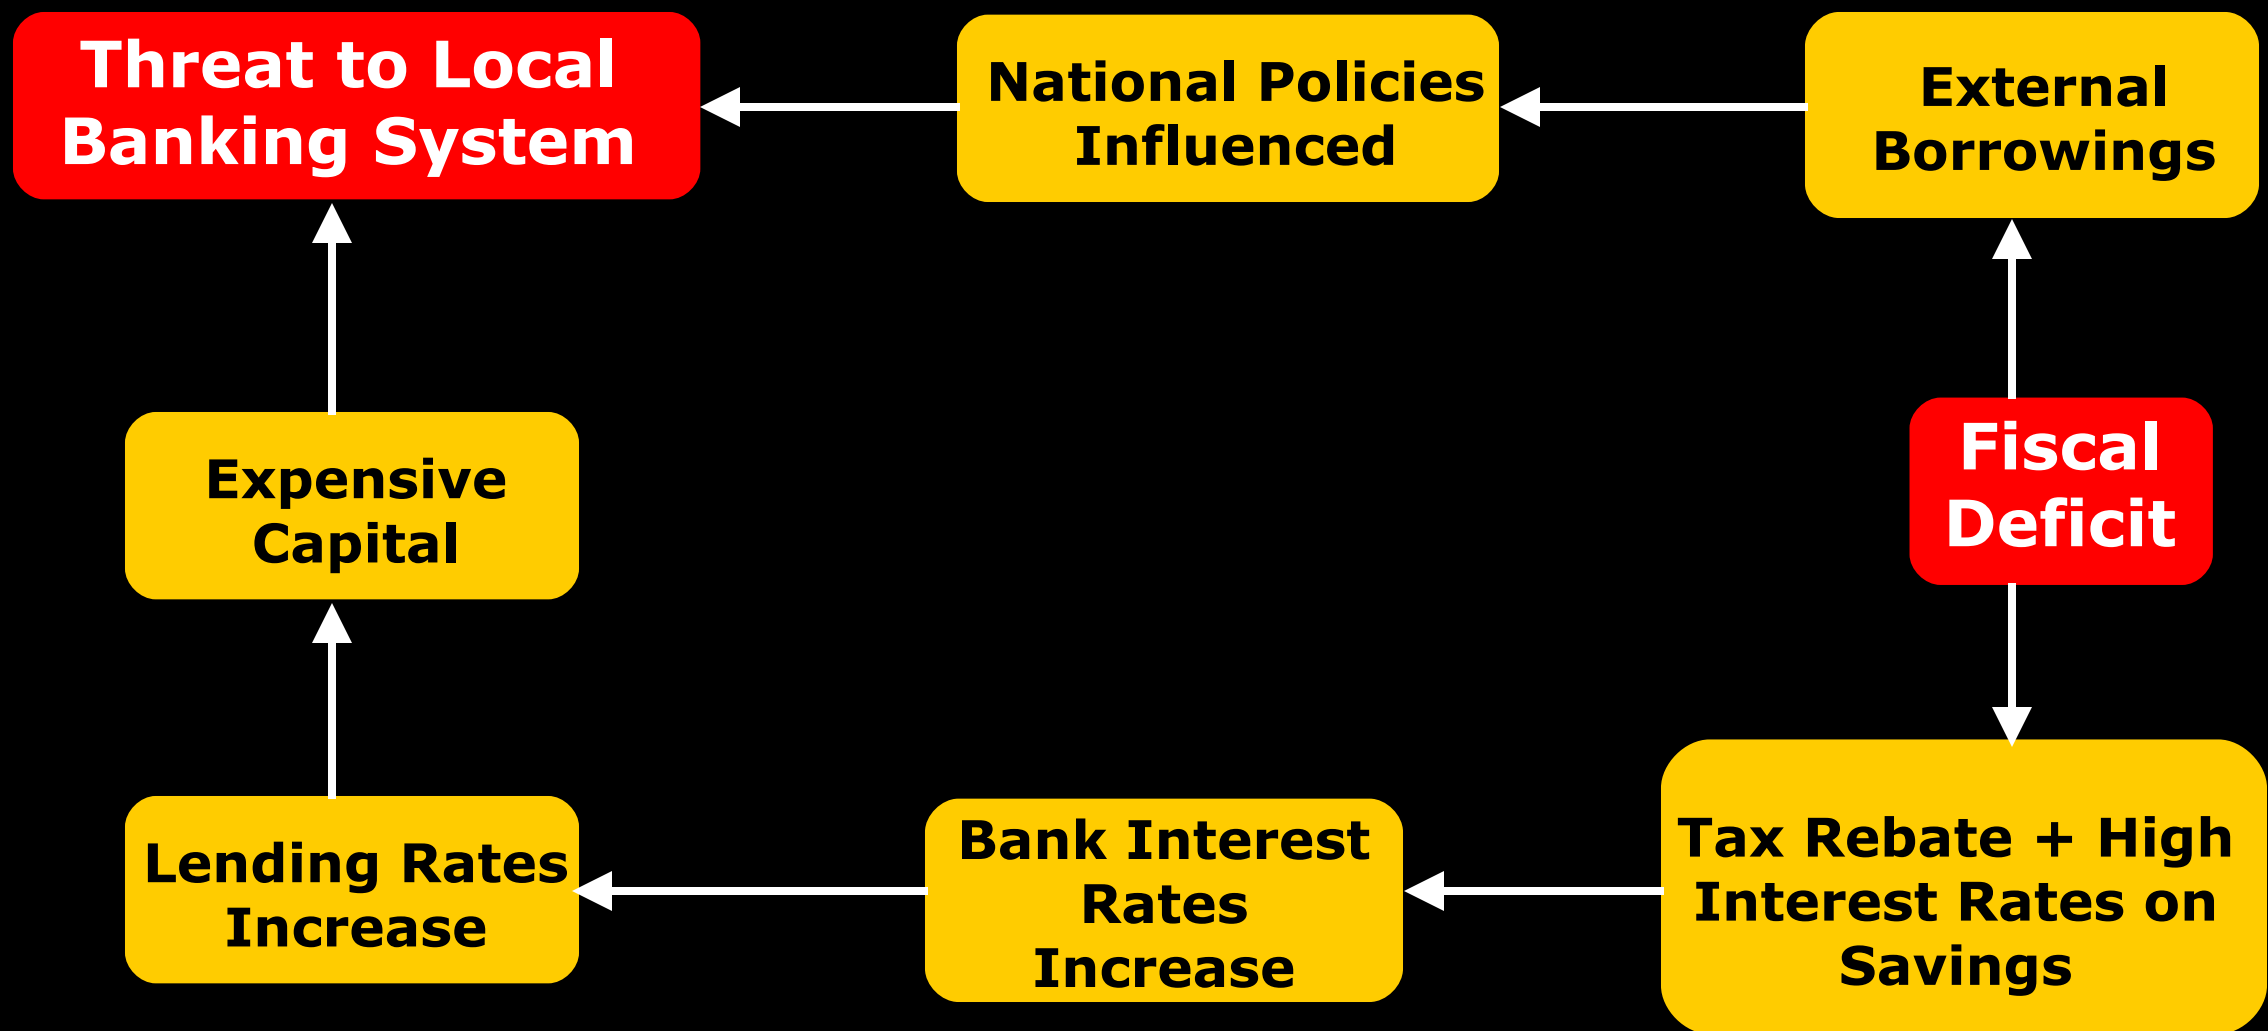 Threat to Local
Banking System
National Policies
Influenced
External
Borrowings
Expensive
Capital
Fiscal
Deficit
Lending Rates
Increase
Bank Interest
Rates
Increase
Tax Rebate + High
Interest Rates on
Savings